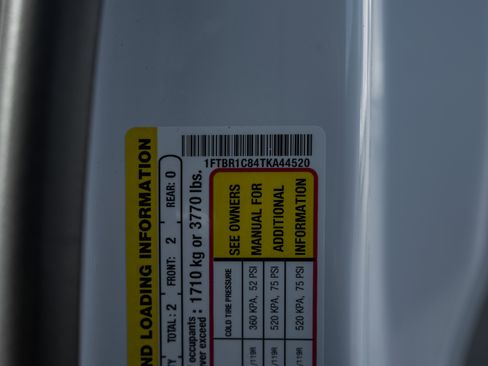 1FTBR1C84TKA44520
ND LOADING INFORMATION
TOTAL: 2 FRONT: 2 REAR: 0
occupants
ver exceed : 1710 kg or 3770 lbs.
SEE OWNERS
MANUAL FOR
ADDITIONAL
INFORMATION
COLD TIRE PRESSURE
360 KPA, 52 PSI
520 KPA, 75 PSI
520 KPA, 75 PSI
/119R
/119R